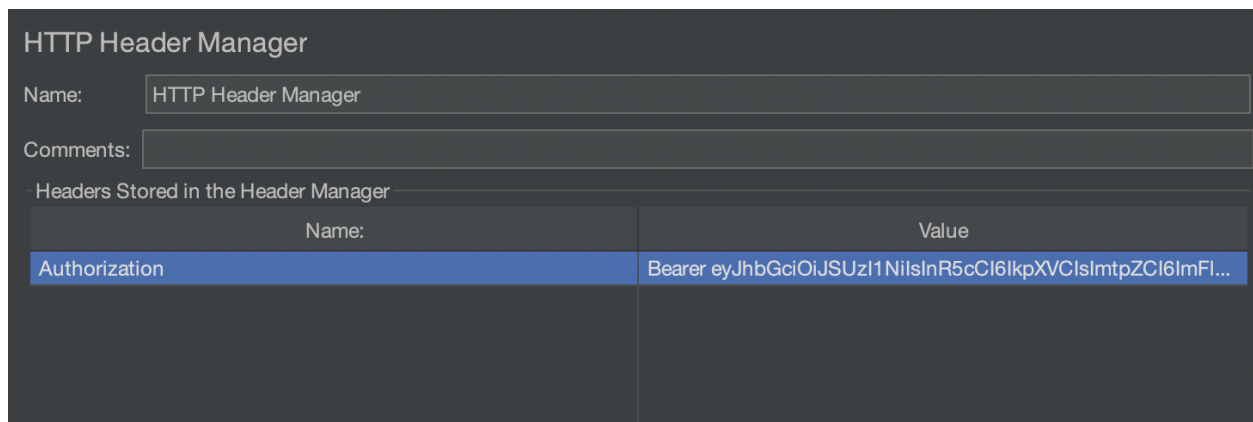 HTTP Header Manager
Name: HTTP Header Manager
Comments:
Headers Stored in the Header Manager
Name: Value
Authorization Bearer eyJhbGciOiJSUzI1NiIsInR5cCI6IkpXVCIsImtpZCI6ImFl...